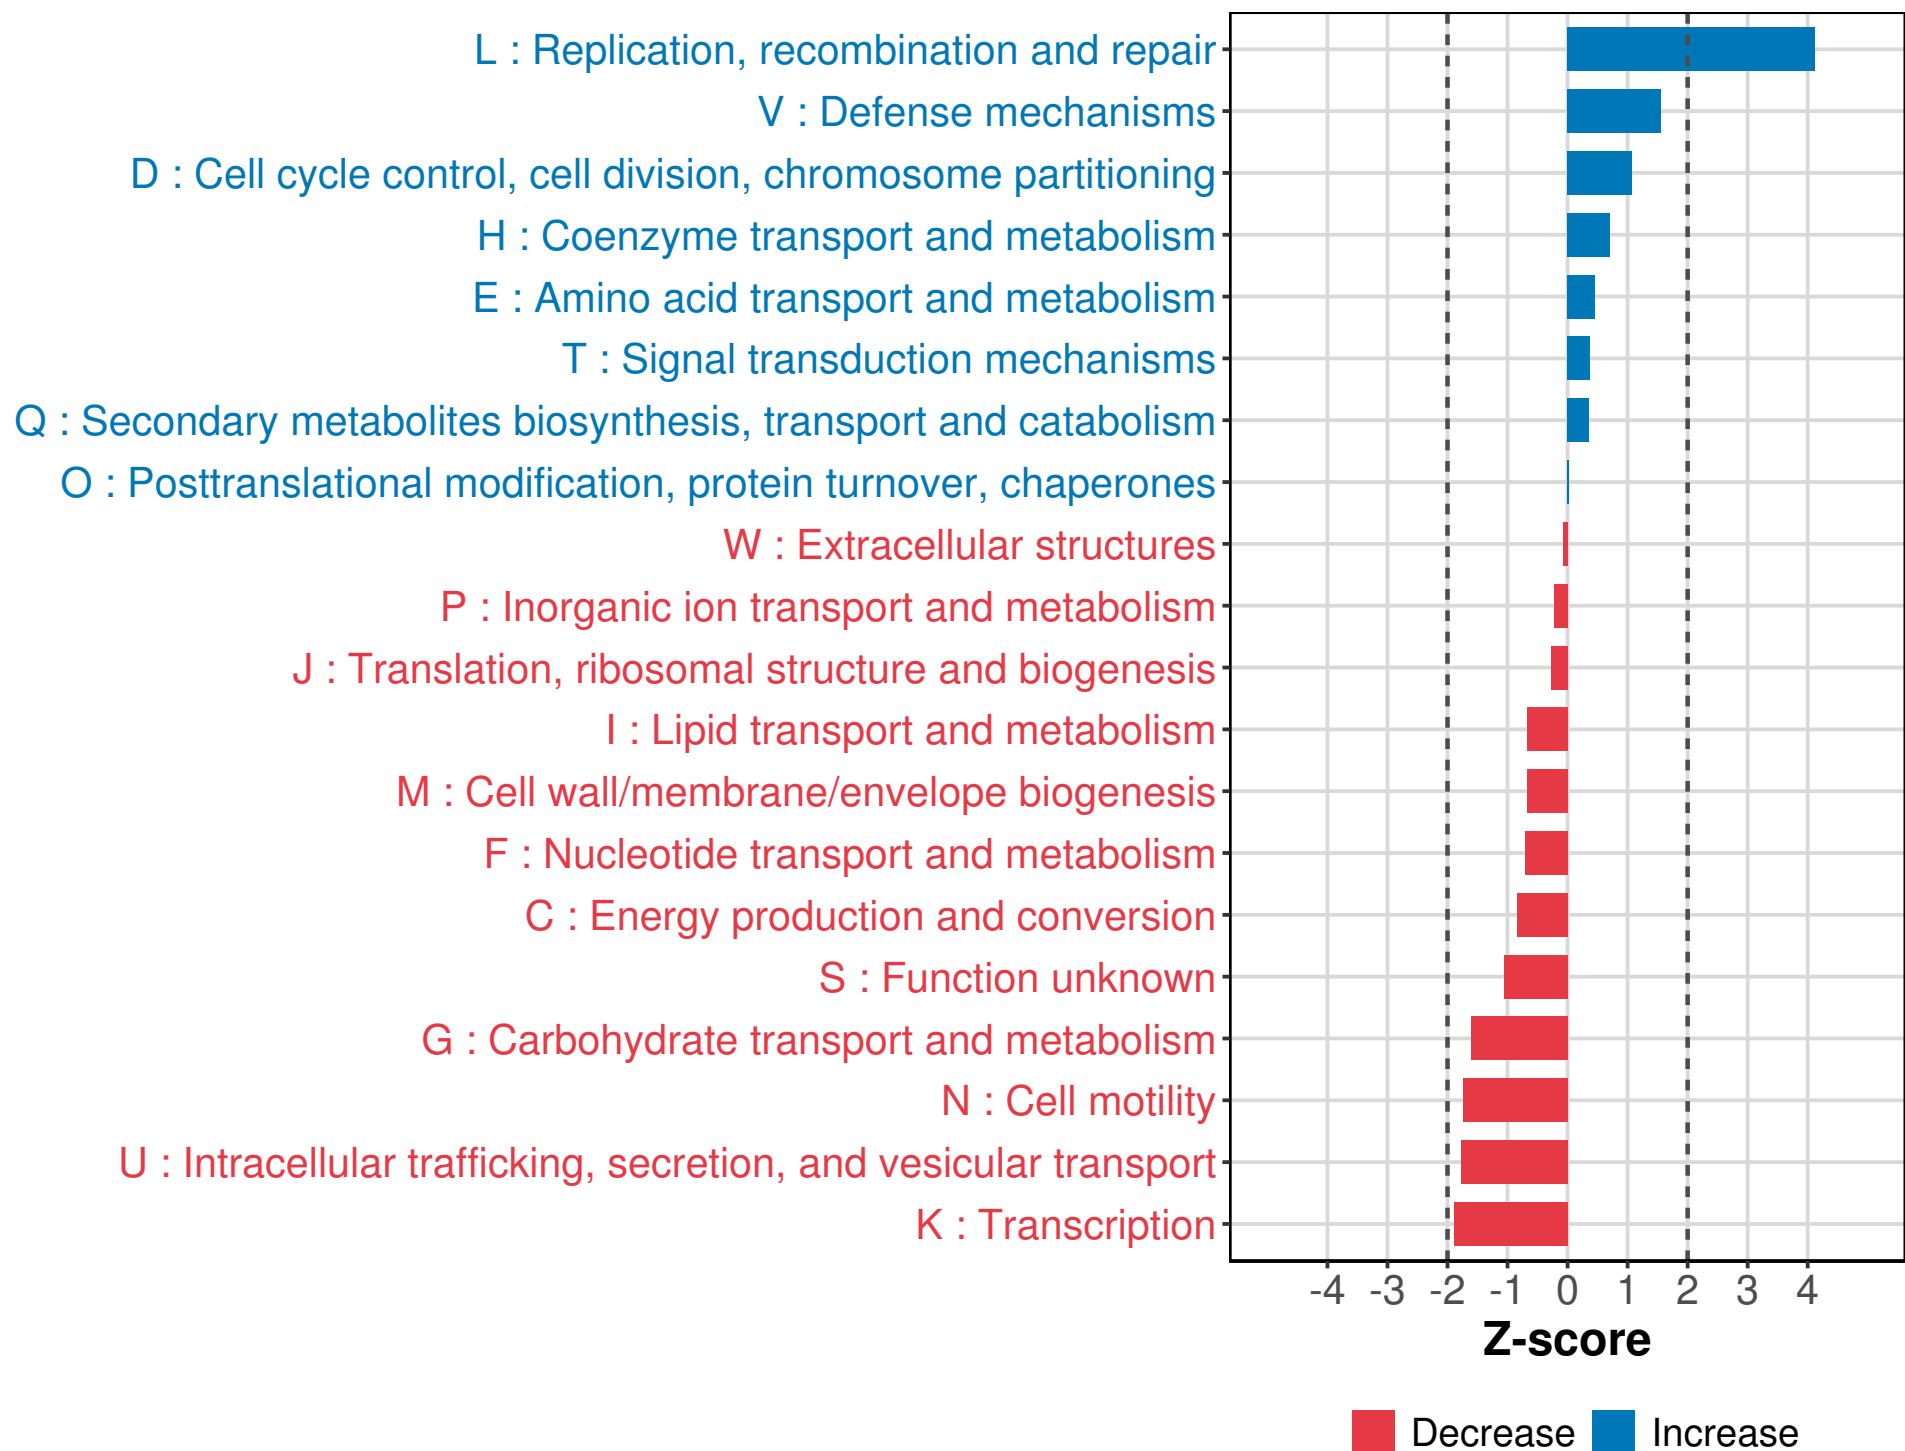 L : Replication, recombination and repair
V : Defense mechanisms
D : Cell cycle control, cell division, chromosome partitioning
H : Coenzyme transport and metabolism
E : Amino acid transport and metabolism
T : Signal transduction mechanisms
Q : Secondary metabolites biosynthesis, transport and catabolism
O : Posttranslational modification, protein turnover, chaperones
W : Extracellular structures
P : Inorganic ion transport and metabolism
J : Translation, ribosomal structure and biogenesis
I : Lipid transport and metabolism
M : Cell wall/membrane/envelope biogenesis
F : Nucleotide transport and metabolism
C : Energy production and conversion
S : Function unknown
G : Carbohydrate transport and metabolism
N : Cell motility
U : Intracellular trafficking, secretion, and vesicular transport
K : Transcription
-4 -3 -2 -1 0 1 2 3 4
Z-score
Decrease Increase